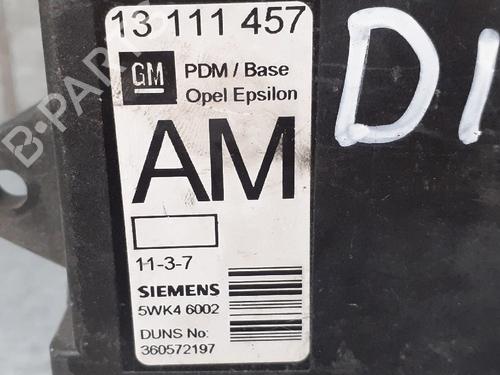 13 111 457
GM
PDM / Base
Opel Epsilon
AM
11-3-7
SIEMENS
5WK4 6002
DUNS No:
360572197
DI
B-PARTS